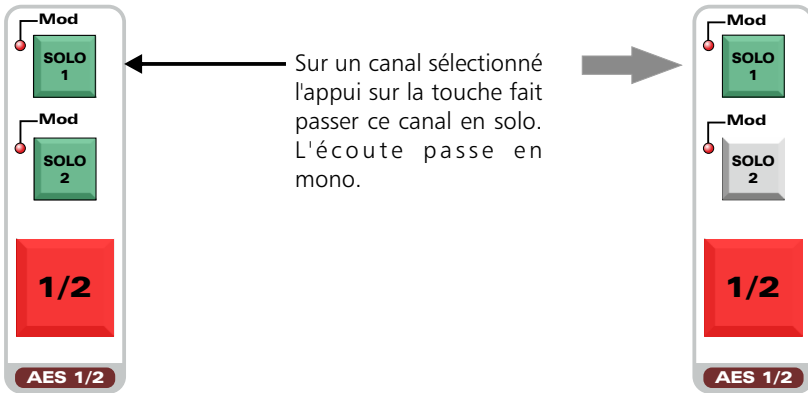 Mod
SOLO
1
Mod
SOLO
2
1/2
AES 1/2
Sur un canal sélectionné
l'appui sur la touche fait
passer ce canal en solo.
L'écoute passe en
mono.
Mod
SOLO
1
Mod
SOLO
2
1/2
AES 1/2